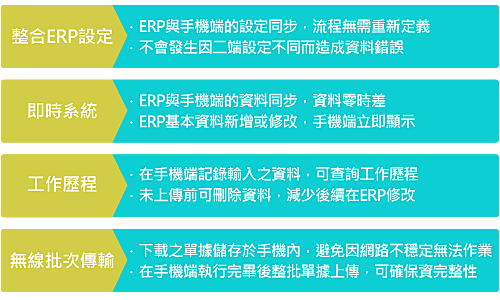 整合ERP設定
· ERP與手機端的設定同步，流程無需重新定義
· 不會發生因二端設定不同而造成資料錯誤
即時系統
· ERP與手機端的資料同步，資料零時差
· ERP基本資料新增或修改，手機端立即顯示
工作歷程
· 在手機端記錄輸入之資料，可查詢工作歷程
· 未上傳前可刪除資料，減少後續在ERP修改
無線批次傳輸
· 下載之單據儲存於手機內，避免因網路不穩定無法作業
· 在手機端執行完畢後整批單據上傳，可確保資完整性